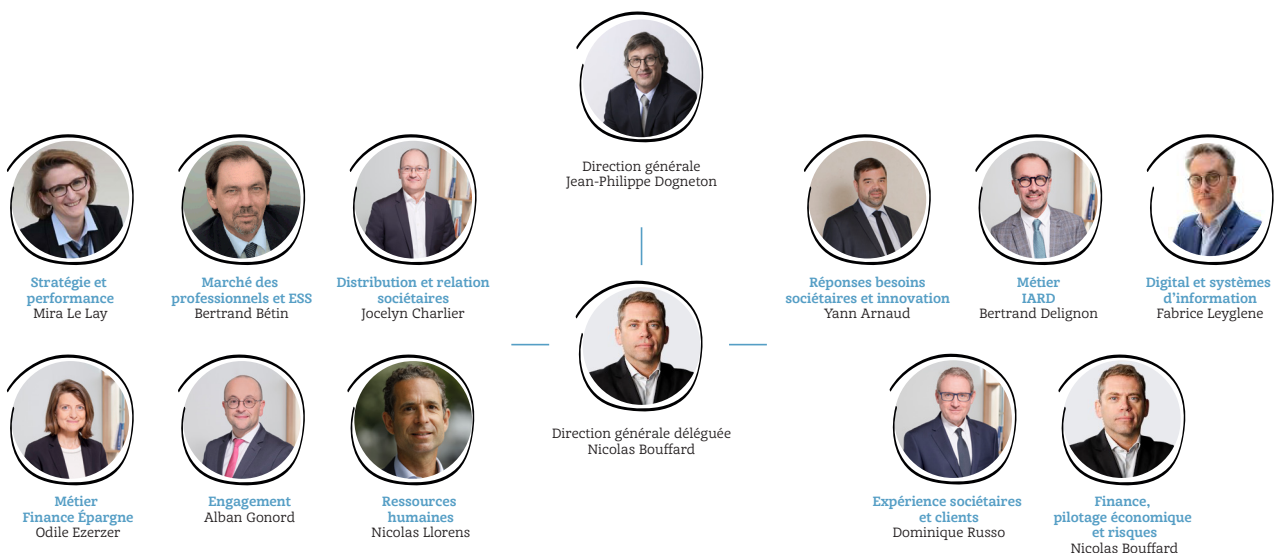 Direction générale
Jean-Philippe Dogneton
Stratégie et
performance
Mira Le Lay
Marché des
professionnels et ESS
Bertrand Bétin
Distribution et relation
sociétaires
Jocelyn Charlier
Réponses besoins
sociétaires et innovation
Yann Arnaud
Métier
IARD
Bertrand Delignon
Digital et systèmes
d’information
Fabrice Leyglene
Direction générale déléguée
Nicolas Bouffard
Métier
Finance Épargne
Odile Ezerzer
Engagement
Alban Gonord
Ressources
humaines
Nicolas Llorens
Expérience sociétaires
et clients
Dominique Russo
Finance,
pilotage économique
et risques
Nicolas Bouffard